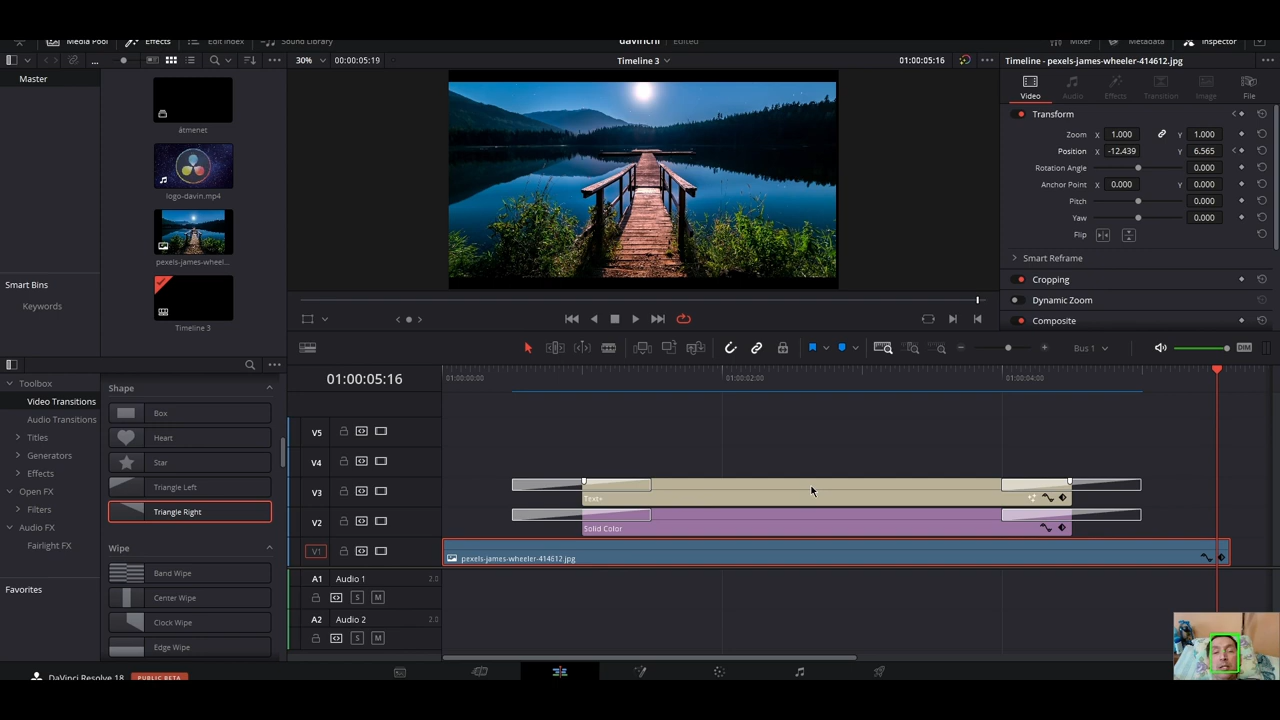 Media Pool Effects Edit Index Sound Library davinchi Edited Mixer Metadata Inspector
... 30% 00:00:05:19 Timeline 3 01:00:05:16 Timeline - pexels-james-wheeler-414612.jpg
Master
átmenet
logo-davin.mp4
pexels-james-wheel...
Timeline 3
Smart Bins
Keywords
Video Audio Effects Transition Image File
Transform
Zoom X 1.000 Y 1.000
Position X -12.439 Y 6.565
Rotation Angle 0.000
Anchor Point X 0.000 Y 0.000
Pitch 0.000
Yaw 0.000
Flip
Smart Reframe
Cropping
Dynamic Zoom
Composite
Bus 1 DIM
Toolbox
Video Transitions
Audio Transitions
Titles
Generators
Effects
Open FX
Filters
Audio FX
Fairlight FX
Favorites
Shape
Box
Heart
Star
Triangle Left
Triangle Right
Wipe
Band Wipe
Center Wipe
Clock Wipe
Edge Wipe
01:00:05:16 01:00:00:00 01:00:02:00 01:00:04:00
V5
V4
V3 Text+
V2 Solid Color
V1 pexels-james-wheeler-414612.jpg
A1 Audio 1 2.0
S M
A2 Audio 2 2.0
S M
DaVinci Resolve 18 PUBLIC BETA